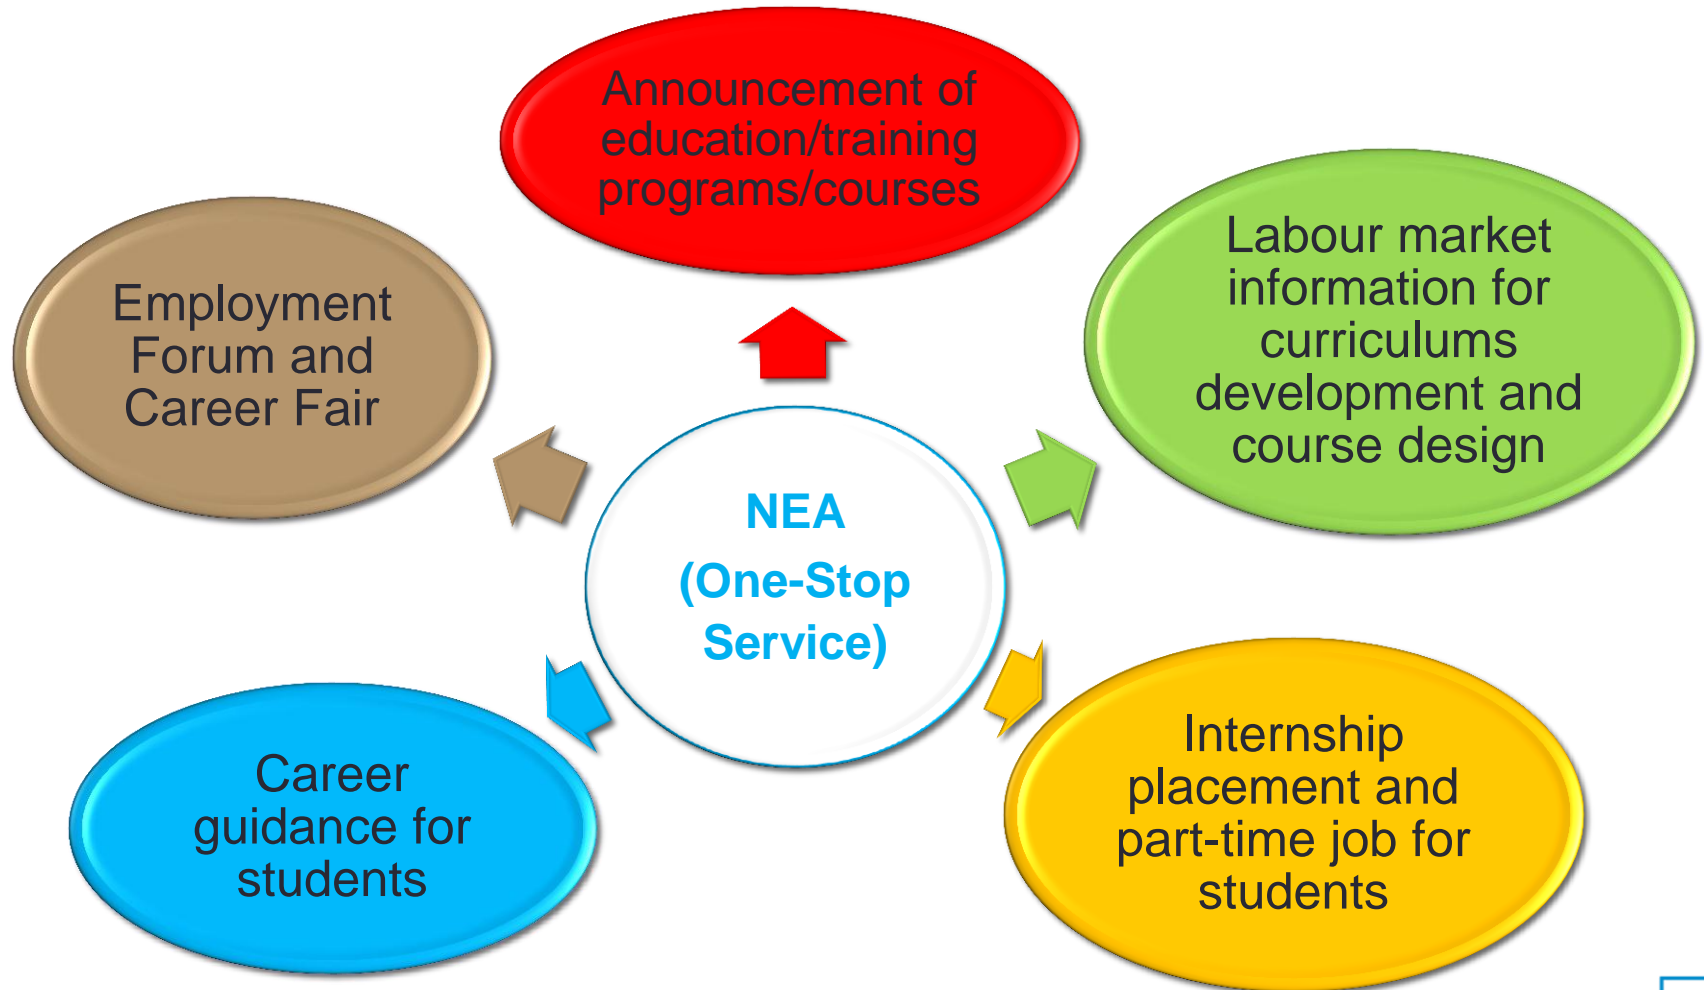 Announcement of
education/training
programs/courses
Labour market
information for
curriculums
development and
course design
Employment
Forum and
Career Fair
NEA
(One-Stop
Service)
Career
guidance for
students
Internship
placement and
part-time job for
students